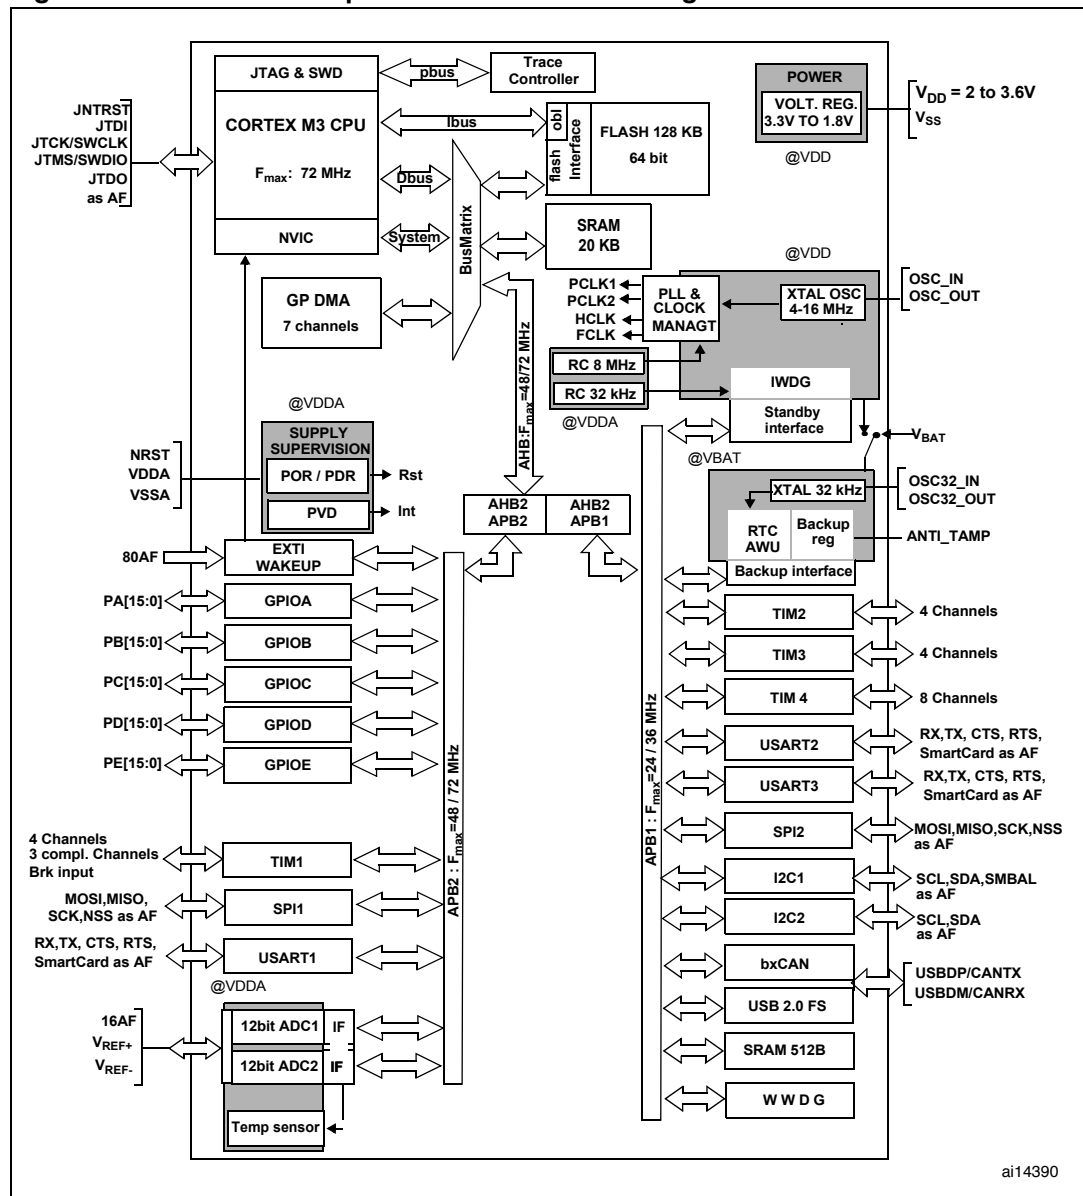 JTAG & SWD
pbus
Trace
Controller
POWER
VOLT. REG.
3.3V TO 1.8V
@VDD
VDD = 2 to 3.6V
VSS
JNTRST
JTDI
JTCK/SWCLK
JTMS/SWDIO
JTDO
as AF
CORTEX M3 CPU
Fmax: 72 MHz
NVIC
Ibus
Dbus
System
BusMatrix
flash obl
Interface
FLASH 128 KB
64 bit
SRAM
20 KB
GP DMA
7 channels
@VDD
PCLK1
PCLK2
HCLK
FCLK
PLL &
CLOCK
MANAGT
XTAL OSC
4-16 MHz
OSC_IN
OSC_OUT
RC 8 MHz
RC 32 kHz
@VDDA
IWDG
Standby
interface
VBAT
@VBAT
AHB:Fmax=48/72 MHz
@VDDA
SUPPLY
SUPERVISION
NRST
VDDA
VSSA
POR / PDR
Rst
PVD
Int
AHB2
APB2
AHB2
APB1
XTAL 32 kHz
OSC32_IN
OSC32_OUT
RTC
AWU
Backup
reg
ANTI_TAMP
Backup interface
80AF
EXTI
WAKEUP
PA[15:0]
GPIOA
PB[15:0]
GPIOB
PC[15:0]
GPIOC
PD[15:0]
GPIOD
PE[15:0]
GPIOE
4 Channels
3 compl. Channels
Brk input
TIM1
MOSI,MISO,
SCK,NSS as AF
SPI1
RX,TX, CTS, RTS,
SmartCard as AF
USART1
@VDDA
16AF
VREF+
VREF-
12bit ADC1
IF
12bit ADC2
IF
Temp sensor
APB2 : Fmax=48 / 72 MHz
APB1 : Fmax=24 / 36 MHz
TIM2
4 Channels
TIM3
4 Channels
TIM 4
8 Channels
USART2
RX,TX, CTS, RTS,
SmartCard as AF
USART3
RX,TX, CTS, RTS,
SmartCard as AF
SPI2
MOSI,MISO,SCK,NSS
as AF
I2C1
SCL,SDA,SMBAL
as AF
I2C2
SCL,SDA
as AF
bxCAN
USBDP/CANTX
USBDM/CANRX
USB 2.0 FS
SRAM 512B
W W D G
ai14390